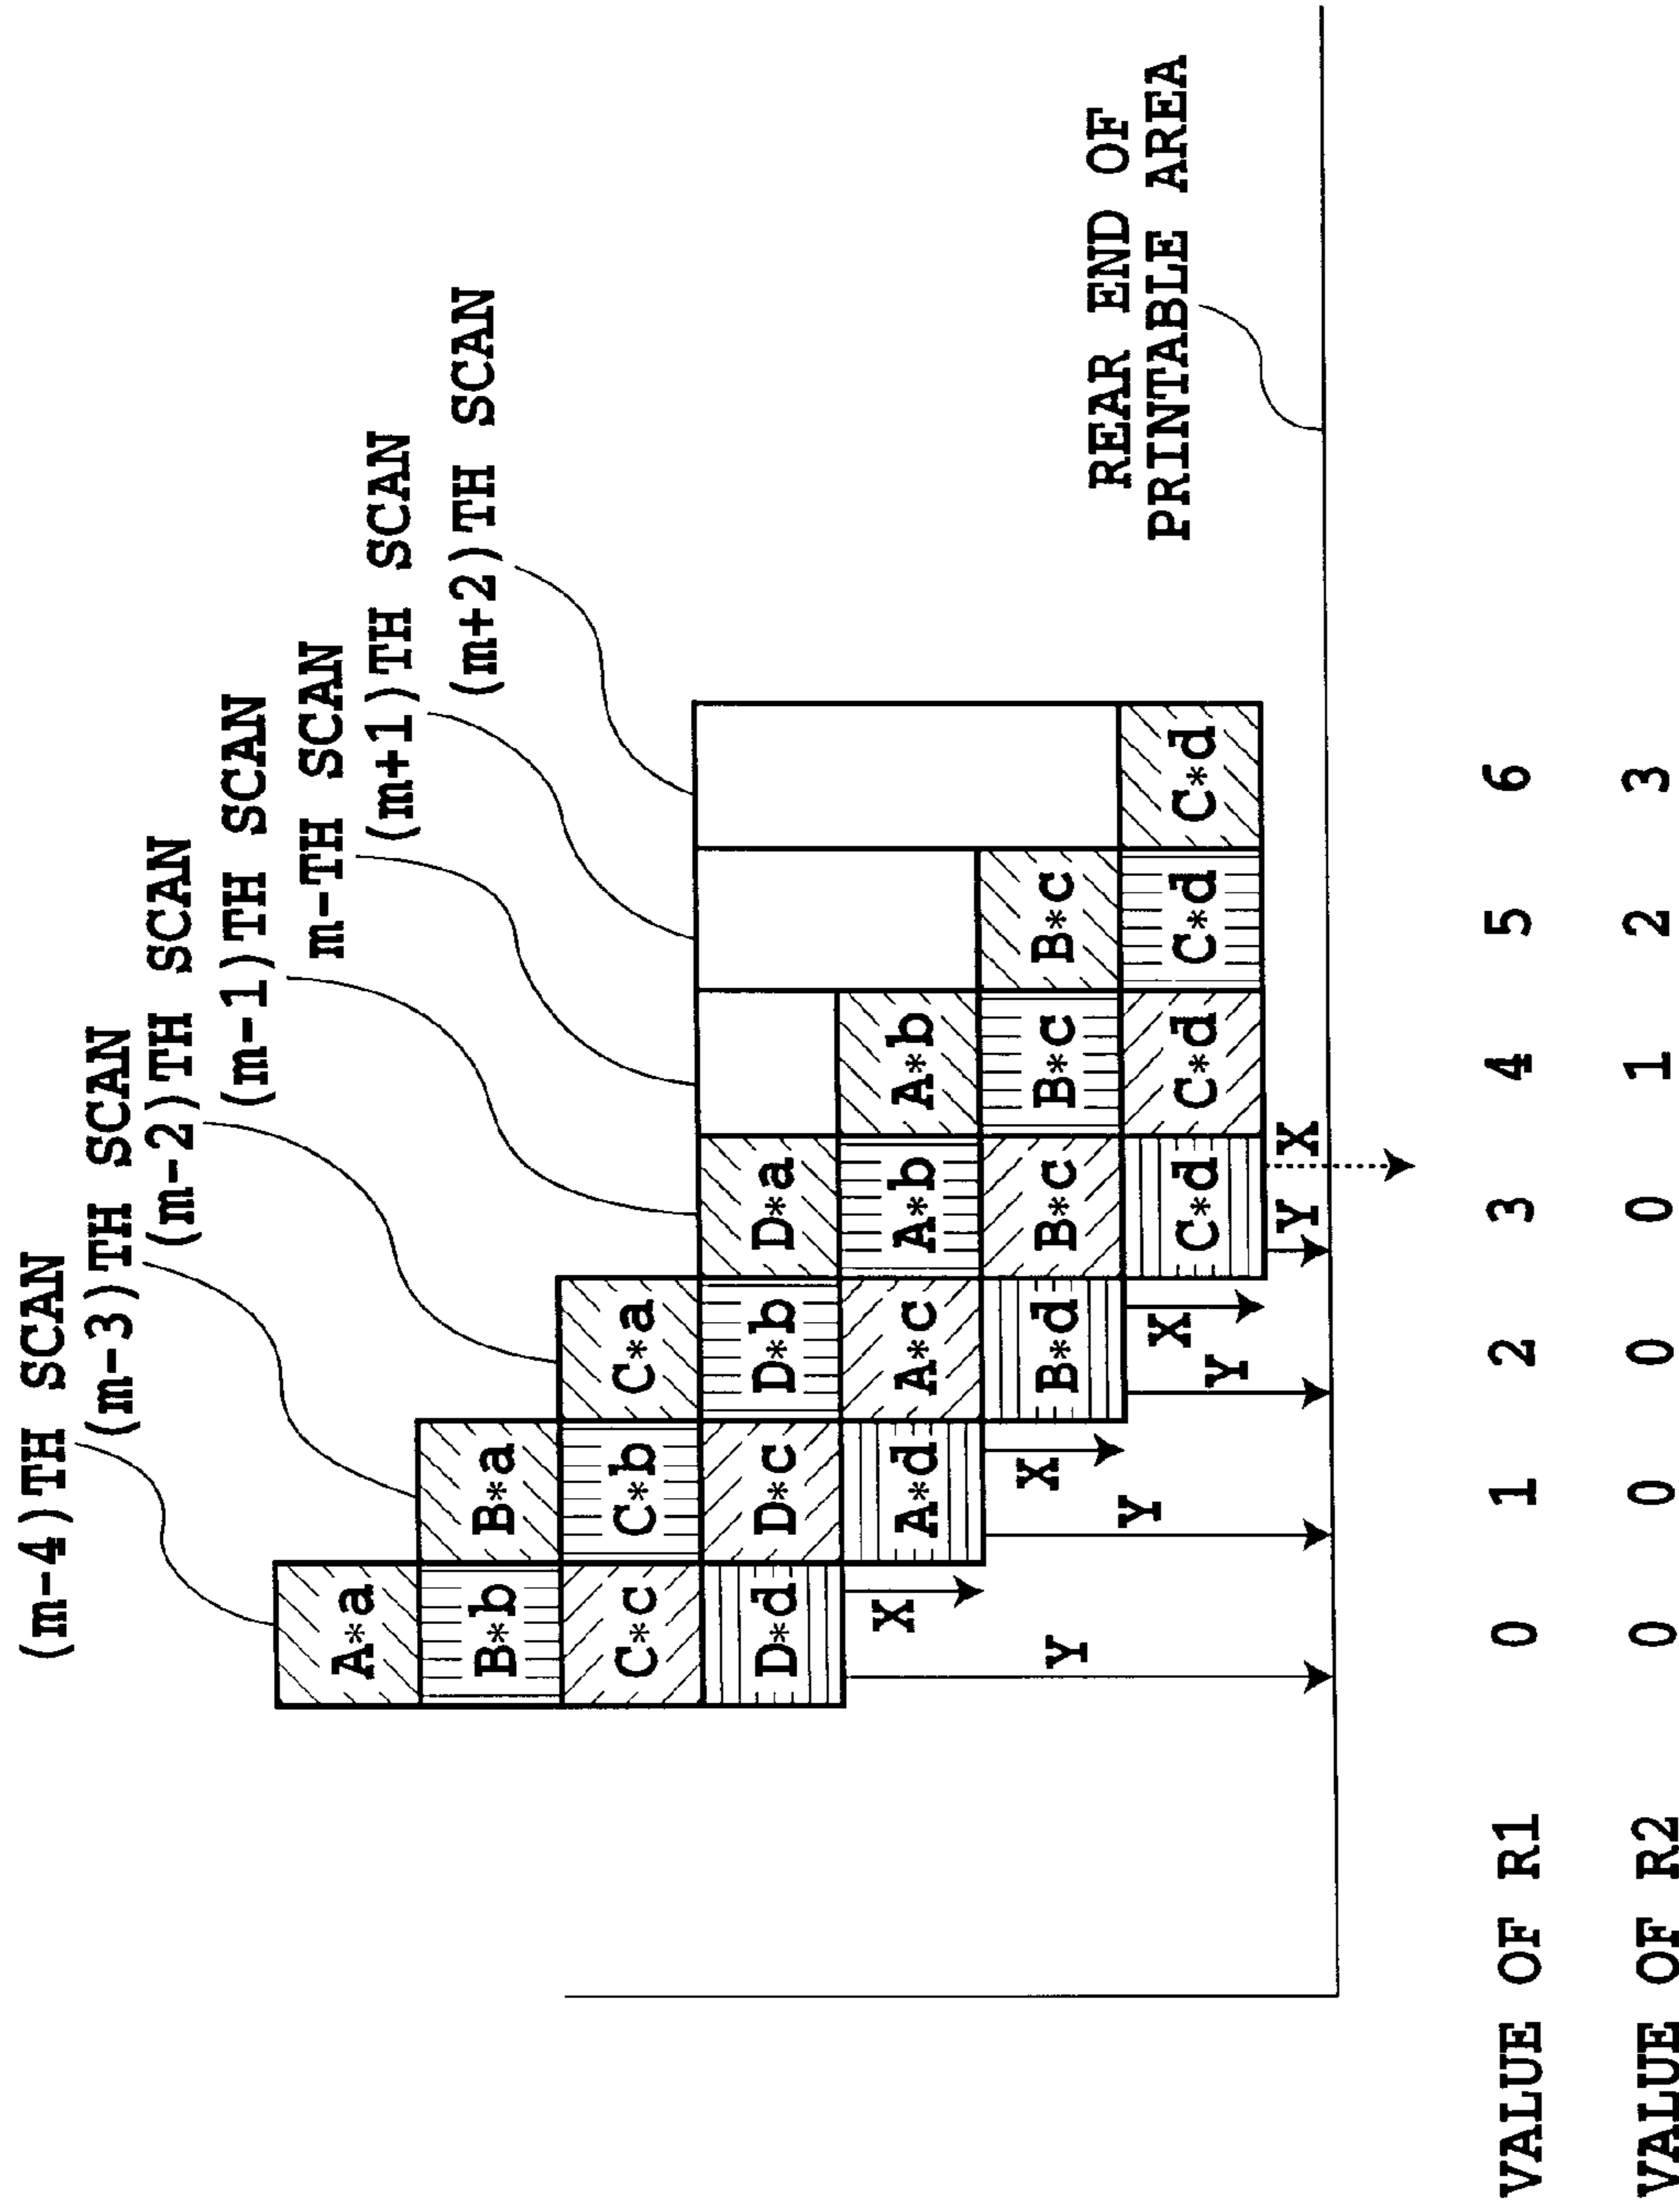 (m-4)TH SCAN
(m-3)TH SCAN
(m-2)TH SCAN
(m-1)TH SCAN
m-TH SCAN
(m+1)TH SCAN
(m+2)TH SCAN
A*a
B*b B*a
C*c C*b C*a
D*d D*c D*b D*a
A*d A*c A*b A*b
B*d B*c B*c B*c
C*d C*d C*d C*d
X
Y
X
Y
X
Y
Y X
REAR END OF
PRINTABLE AREA
VALUE OF R1 0 1 2 3 4 5 6
VALUE OF R2 0 0 0 0 1 2 3